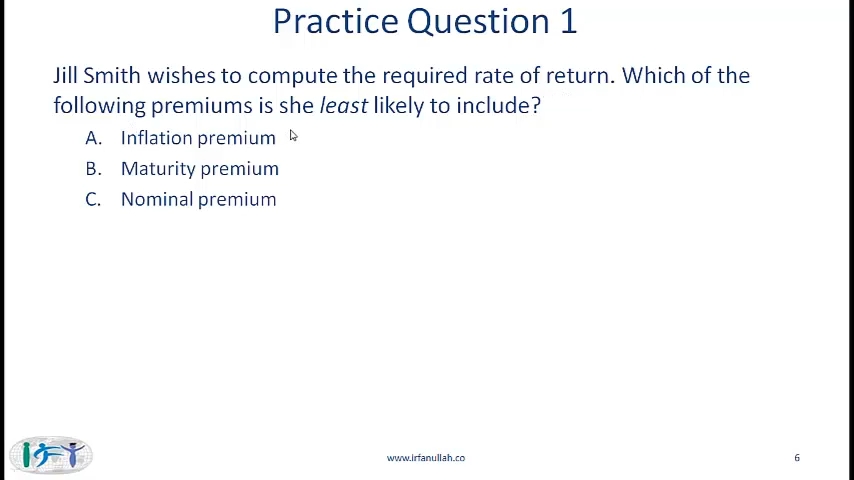 Practice Question 1
Jill Smith wishes to compute the required rate of return. Which of the
following premiums is she least likely to include?
A. Inflation premium
B. Maturity premium
C. Nominal premium
www.irfanullah.co
6